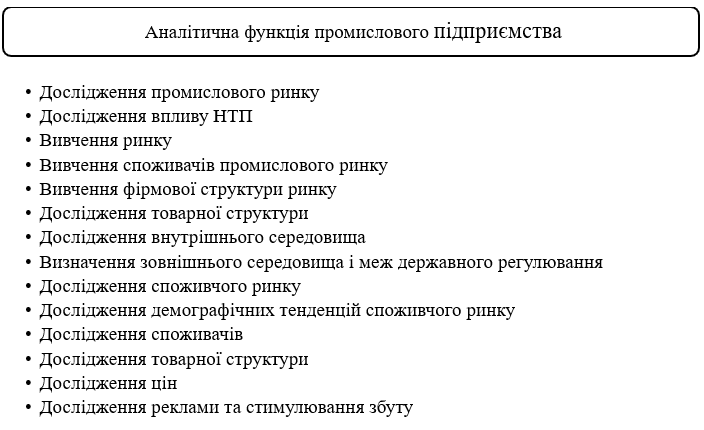 Аналітична функція промислового підприємства
• Дослідження промислового ринку
• Дослідження впливу НТП
• Вивчення ринку
• Вивчення споживачів промислового ринку
• Вивчення фірмової структури ринку
• Дослідження товарної структури
• Дослідження внутрішнього середовища
• Визначення зовнішнього середовища і меж державного регулювання
• Дослідження споживчого ринку
• Дослідження демографічних тенденцій споживчого ринку
• Дослідження споживачів
• Дослідження товарної структури
• Дослідження цін
• Дослідження реклами та стимулювання збуту